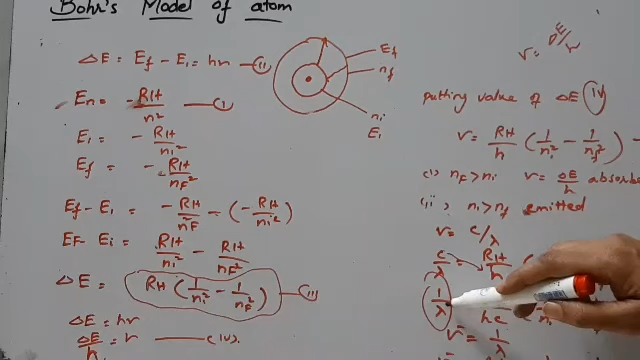 Bohr's Model of atom
ΔE = Ef - Ei = hν —(ii)
En = -RH/n² —(i)
Ei = -RH/ni²
Ef = -RH/nF²
Ef - Ei = -RH/nF² - (-RH/ni²)
EF - Ei = RH/ni² - RH/nF²
ΔE = RH (1/ni² - 1/nF²) —(iii)
ΔE = hν
ΔE/h = ν —(iv)
Ef
nf
ni
Ei
ν = ΔE/h
putting value of ΔE (iv)
ν = RH/h (1/ni² - 1/nf²) -
(i) nF > ni ν = ΔE/h absorbe
(ii) ni > nf emitted
ν = c/λ
c/λ = RH/h (
1/λ
hc
ν = 1/λ